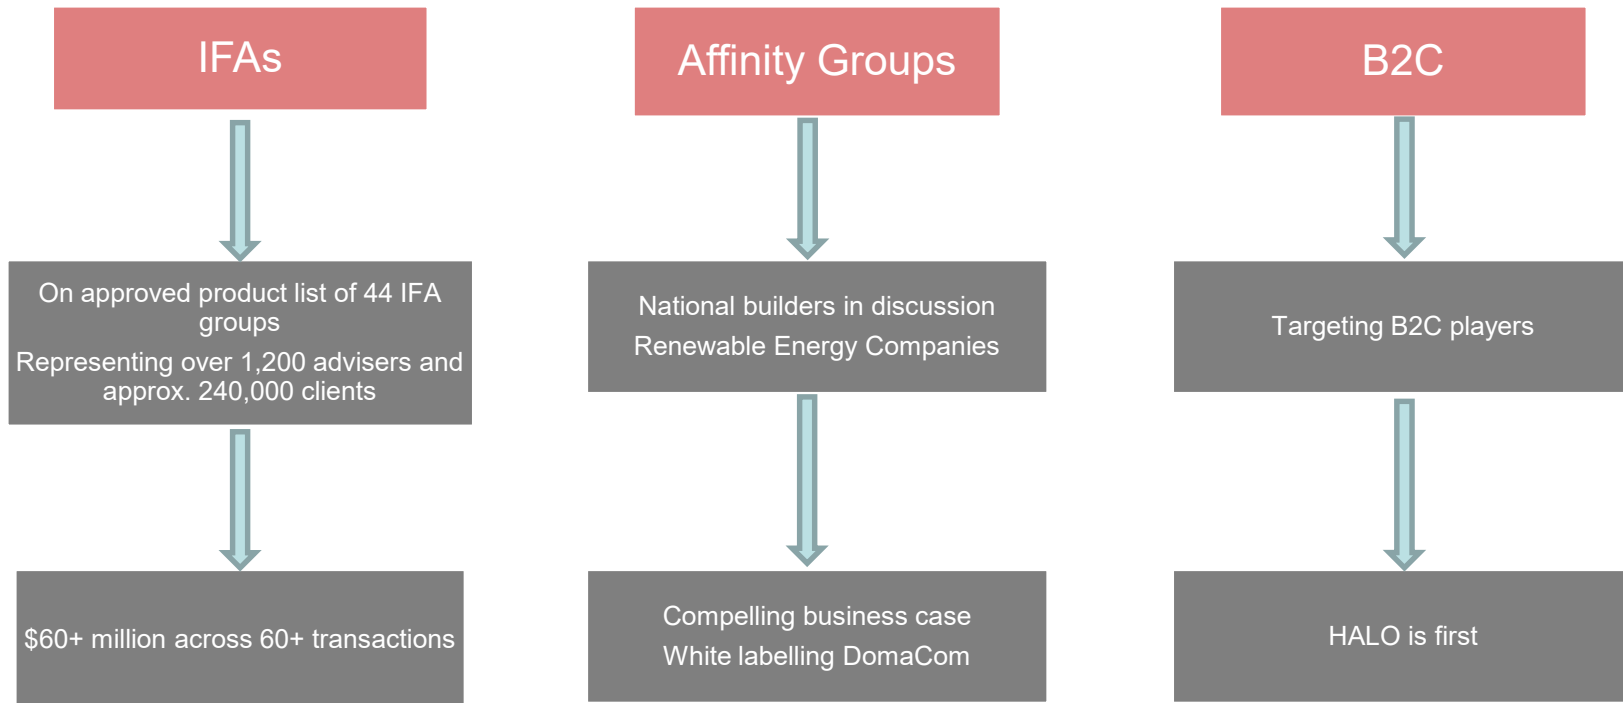 IFAs
Affinity Groups
B2C
On approved product list of 44 IFA
groups
Representing over 1,200 advisers and
approx. 240,000 clients
National builders in discussion
Renewable Energy Companies
Targeting B2C players
$60+ million across 60+ transactions
Compelling business case
White labelling DomaCom
HALO is first